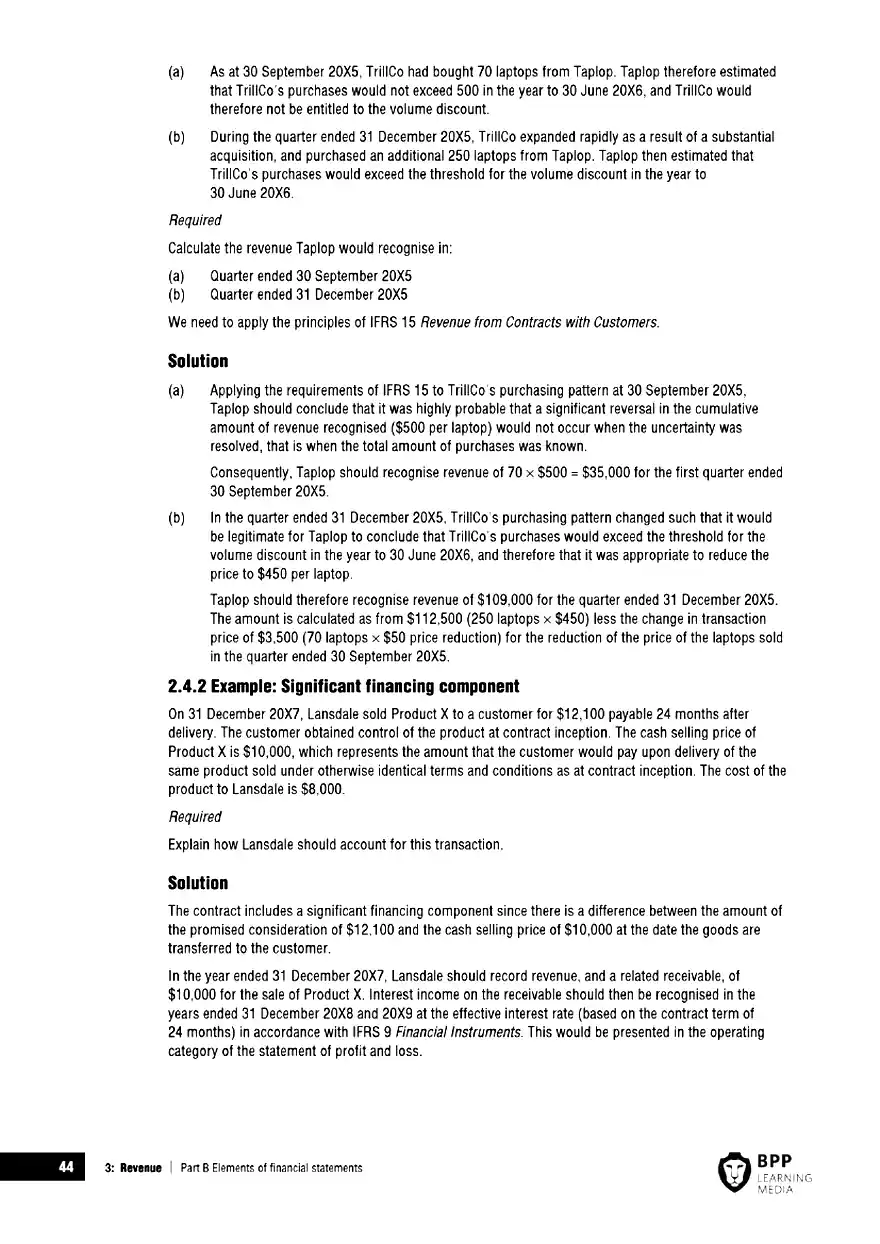 (a) As at 30 September 20X5, TrillCo had bought 70 laptops from Taplop. Taplop therefore estimated
that TrillCo's purchases would not exceed 500 in the year to 30 June 20X6, and TrillCo would
therefore not be entitled to the volume discount.
(b) During the quarter ended 31 December 20X5, TrillCo expanded rapidly as a result of a substantial
acquisition, and purchased an additional 250 laptops from Taplop. Taplop then estimated that
TrillCo's purchases would exceed the threshold for the volume discount in the year to
30 June 20X6.
Required
Calculate the revenue Taplop would recognise in:
(a) Quarter ended 30 September 20X5
(b) Quarter ended 31 December 20X5
We need to apply the principles of IFRS 15 Revenue from Contracts with Customers.
Solution
(a) Applying the requirements of IFRS 15 to TrillCo's purchasing pattern at 30 September 20X5,
Taplop should conclude that it was highly probable that a significant reversal in the cumulative
amount of revenue recognised ($500 per laptop) would not occur when the uncertainty was
resolved, that is when the total amount of purchases was known.
Consequently, Taplop should recognise revenue of 70 × $500 = $35,000 for the first quarter ended
30 September 20X5.
(b) In the quarter ended 31 December 20X5, TrillCo's purchasing pattern changed such that it would
be legitimate for Taplop to conclude that TrillCo's purchases would exceed the threshold for the
volume discount in the year to 30 June 20X6, and therefore that it was appropriate to reduce the
price to $450 per laptop.
Taplop should therefore recognise revenue of $109,000 for the quarter ended 31 December 20X5.
The amount is calculated as from $112,500 (250 laptops × $450) less the change in transaction
price of $3,500 (70 laptops × $50 price reduction) for the reduction of the price of the laptops sold
in the quarter ended 30 September 20X5.
2.4.2 Example: Significant financing component
On 31 December 20X7, Lansdale sold Product X to a customer for $12,100 payable 24 months after
delivery. The customer obtained control of the product at contract inception. The cash selling price of
Product X is $10,000, which represents the amount that the customer would pay upon delivery of the
same product sold under otherwise identical terms and conditions as at contract inception. The cost of the
product to Lansdale is $8,000.
Required
Explain how Lansdale should account for this transaction.
Solution
The contract includes a significant financing component since there is a difference between the amount of
the promised consideration of $12,100 and the cash selling price of $10,000 at the date the goods are
transferred to the customer.
In the year ended 31 December 20X7, Lansdale should record revenue, and a related receivable, of
$10,000 for the sale of Product X. Interest income on the receivable should then be recognised in the
years ended 31 December 20X8 and 20X9 at the effective interest rate (based on the contract term of
24 months) in accordance with IFRS 9 Financial Instruments. This would be presented in the operating
category of the statement of profit and loss.
44 3: Revenue | Part B Elements of financial statements
BPP
LEARNING
MEDIA